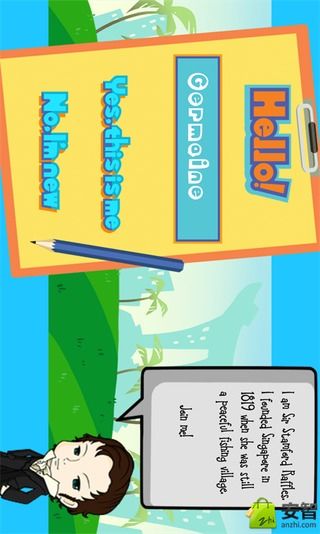 Hello!
Germaine
Yes, this is me
No, I'm new
I am Sir Stamford Raffles.
I founded Singapore in
1819 when she was still
a peaceful fishing village.
Join me!
安智
zhi
anzhi.com